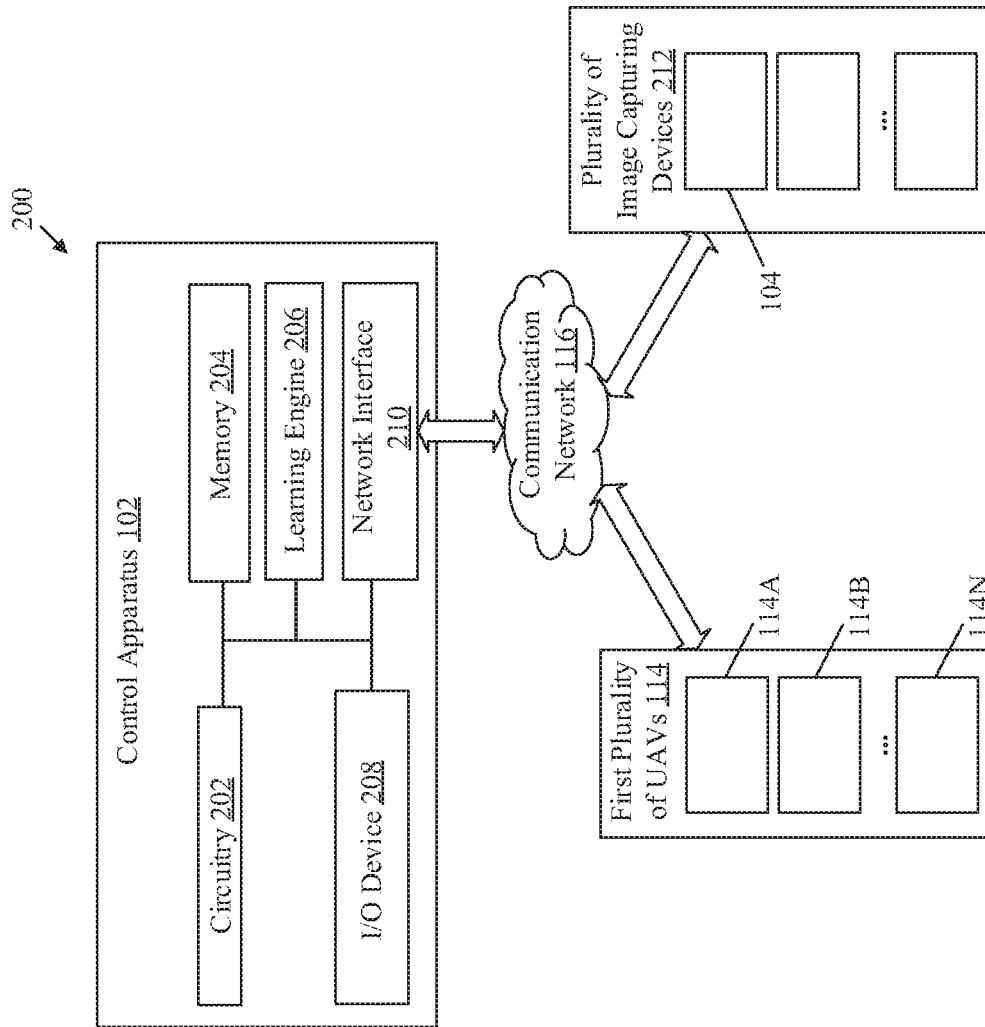 200
Control Apparatus 102
Circuitry 202
Memory 204
Learning Engine 206
I/O Device 208
Network Interface
210
Communication
Network 116
First Plurality
of UAVs 114
114A
114B
...
114N
Plurality of
Image Capturing
Devices 212
104
...